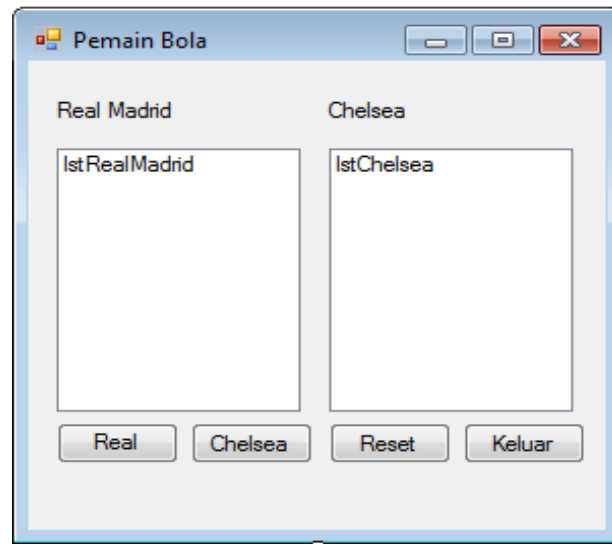 Pemain Bola
Real Madrid Chelsea
lstRealMadrid lstChelsea
Real Chelsea Reset Keluar